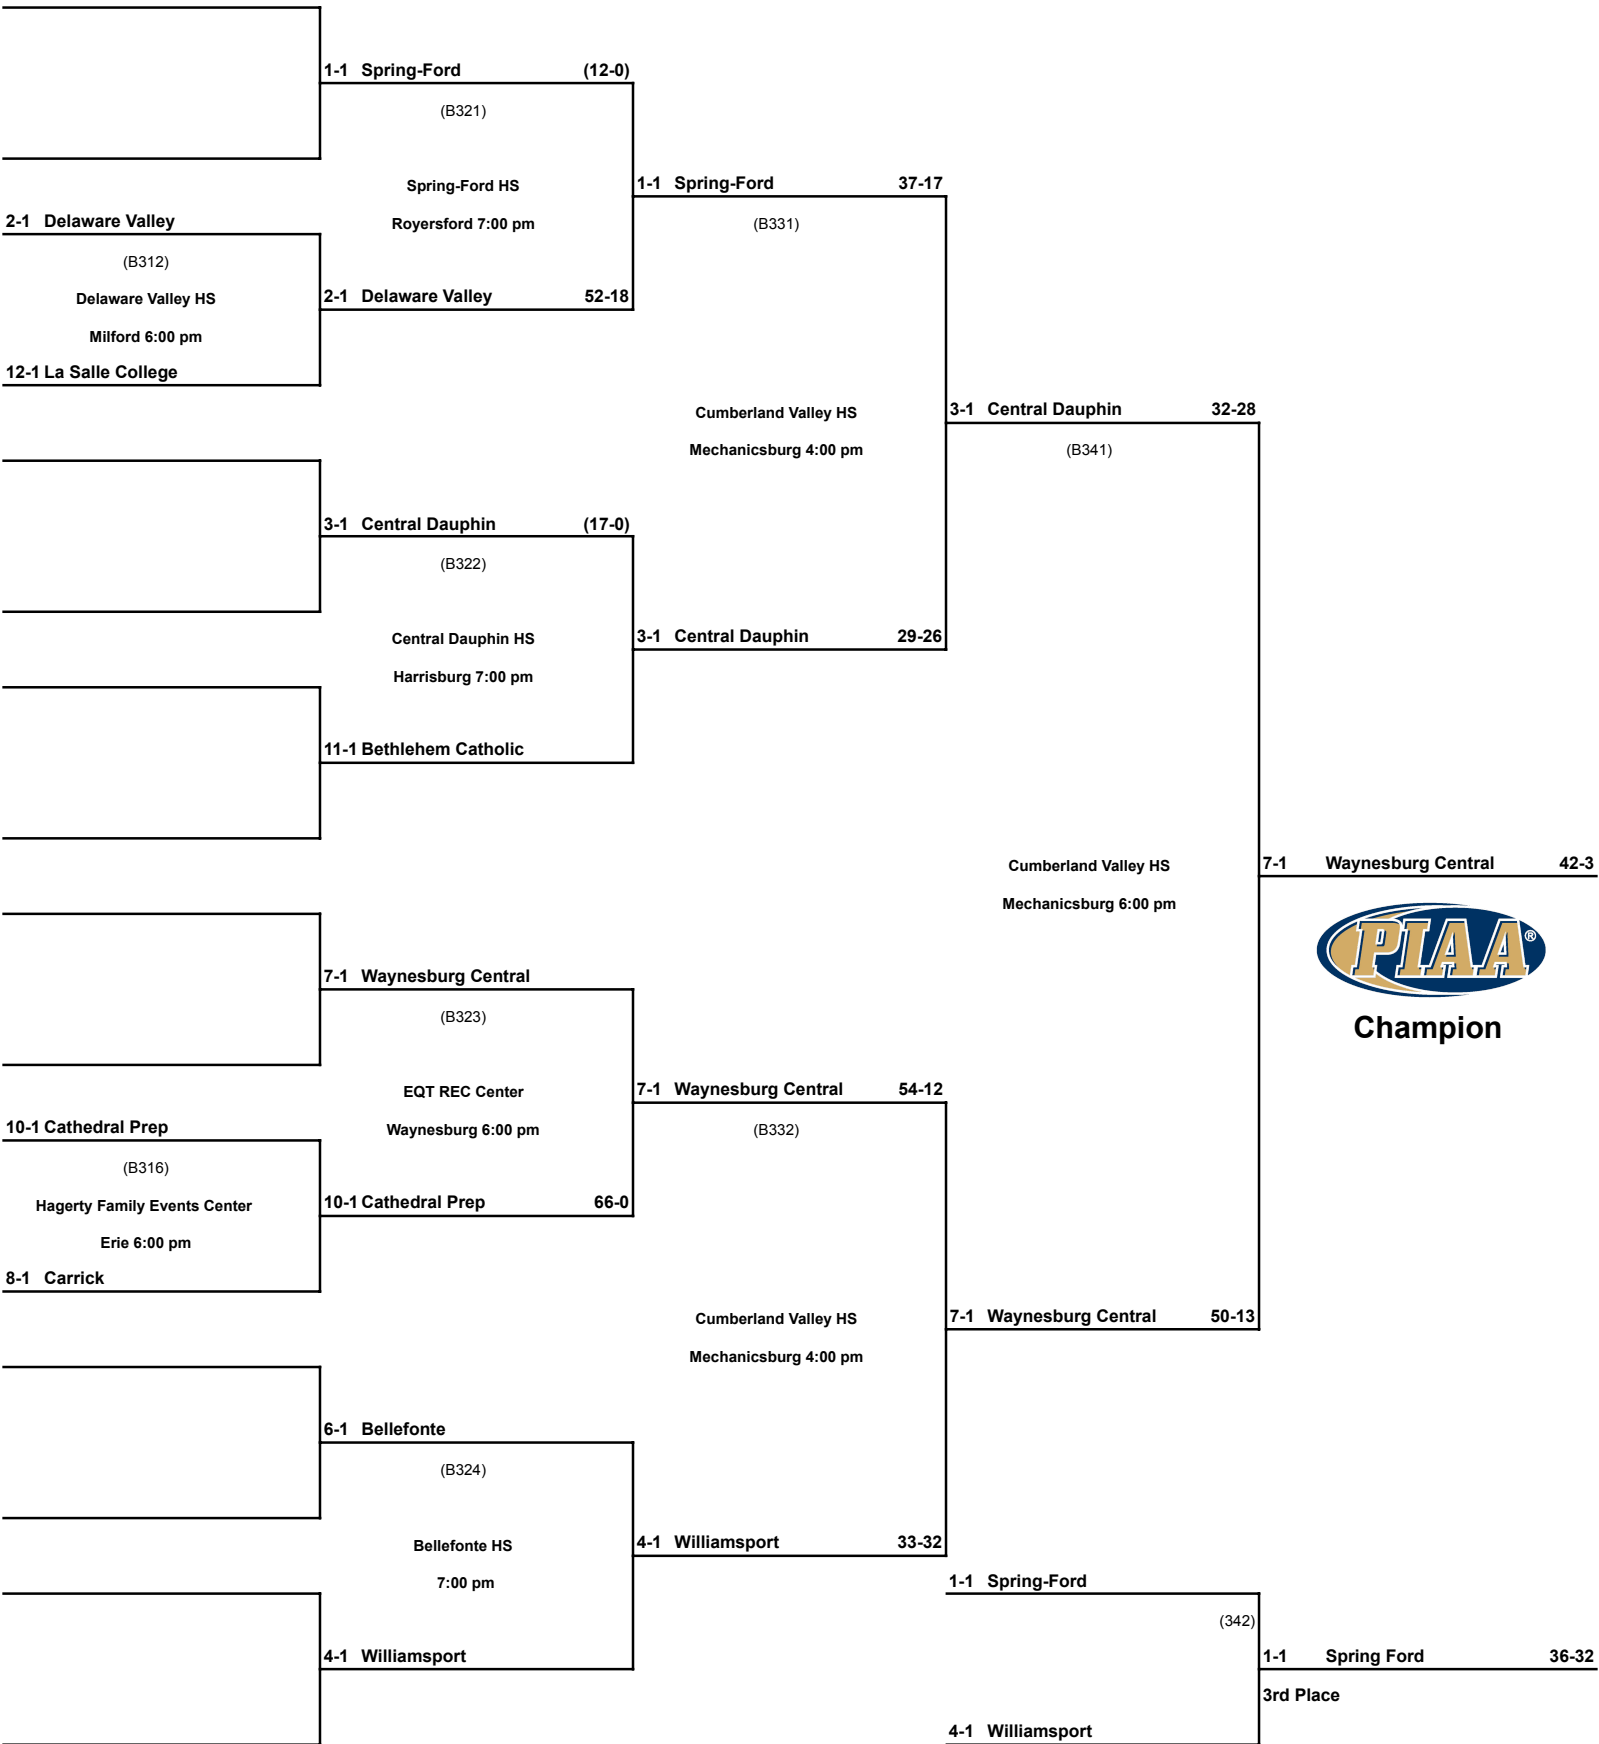 1-1 Spring-Ford (12-0)
(B321)
Spring-Ford HS
1-1 Spring-Ford 37-17
2-1 Delaware Valley
Royersford 7:00 pm
(B331)
(B312)
Delaware Valley HS
2-1 Delaware Valley 52-18
Milford 6:00 pm
12-1 La Salle College
Cumberland Valley HS
3-1 Central Dauphin 32-28
Mechanicsburg 4:00 pm
(B341)
3-1 Central Dauphin (17-0)
(B322)
Central Dauphin HS
3-1 Central Dauphin 29-26
Harrisburg 7:00 pm
11-1 Bethlehem Catholic
Cumberland Valley HS
7-1 Waynesburg Central 42-3
Mechanicsburg 6:00 pm
PIAA®
Champion
7-1 Waynesburg Central
(B323)
EQT REC Center
7-1 Waynesburg Central 54-12
10-1 Cathedral Prep
Waynesburg 6:00 pm
(B332)
(B316)
Hagerty Family Events Center
10-1 Cathedral Prep 66-0
Erie 6:00 pm
8-1 Carrick
Cumberland Valley HS
7-1 Waynesburg Central 50-13
Mechanicsburg 4:00 pm
6-1 Bellefonte
(B324)
Bellefonte HS
4-1 Williamsport 33-32
7:00 pm
1-1 Spring-Ford
(342)
4-1 Williamsport
1-1 Spring Ford 36-32
3rd Place
4-1 Williamsport